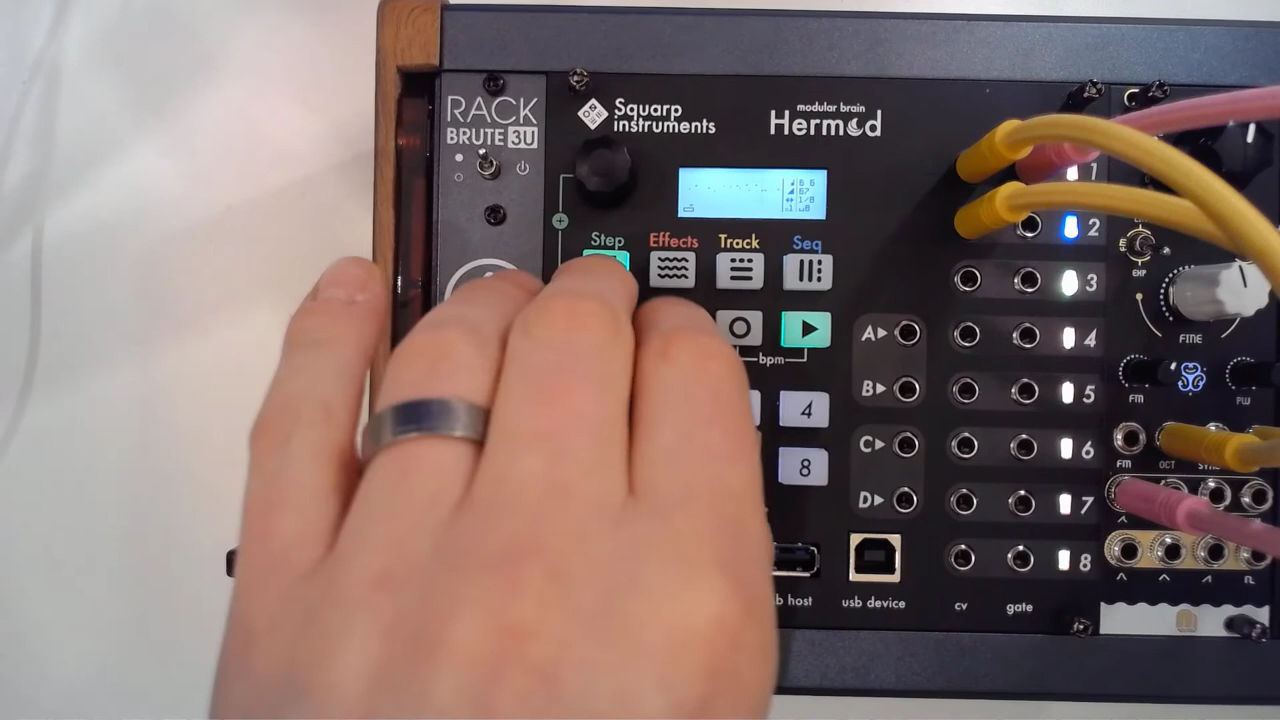 RACK
BRUTE 3U
Squarp
instruments
modular brain
Hermod
1
Step
Effects
Track
Seq
2
EXP
3
FINE
A
4
bpm
B
5
FM
PW
4
C
6
FM
OCT
8
D
7
8
usb device
cv
gate
b host